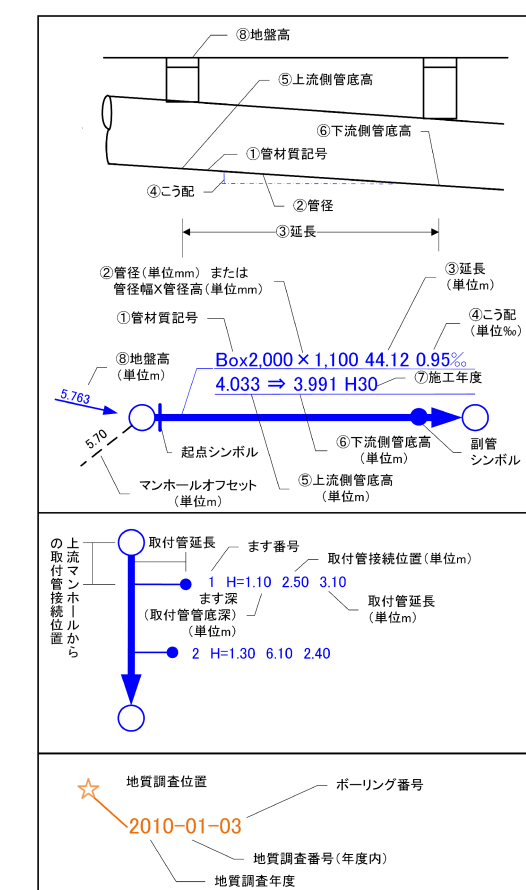 ⑧地盤高
⑤上流側管底高
⑥下流側管底高
①管材質記号
④こう配
②管径
③延長
②管径(単位mm) または
管径幅X管径高(単位mm)
③延長
(単位m)
①管材質記号
④こう配
(単位‰)
⑧地盤高
(単位m)
Box2,000×1,100 44.12 0.95‰
4.033 ⇒ 3.991 H30
⑦施工年度
5.763
5.70
起点シンボル
⑥下流側管底高
(単位m)
副管
シンボル
マンホールオフセット
(単位m)
⑤上流側管底高
(単位m)
上流マンホールから
の取付管接続位置
取付管延長
ます番号
取付管接続位置(単位m)
1 H=1.10 2.50 3.10
ます深
(取付管管底深)
(単位m)
取付管延長
(単位m)
2 H=1.30 6.10 2.40
地質調査位置
ボーリング番号
2010-01-03
地質調査番号(年度内)
地質調査年度